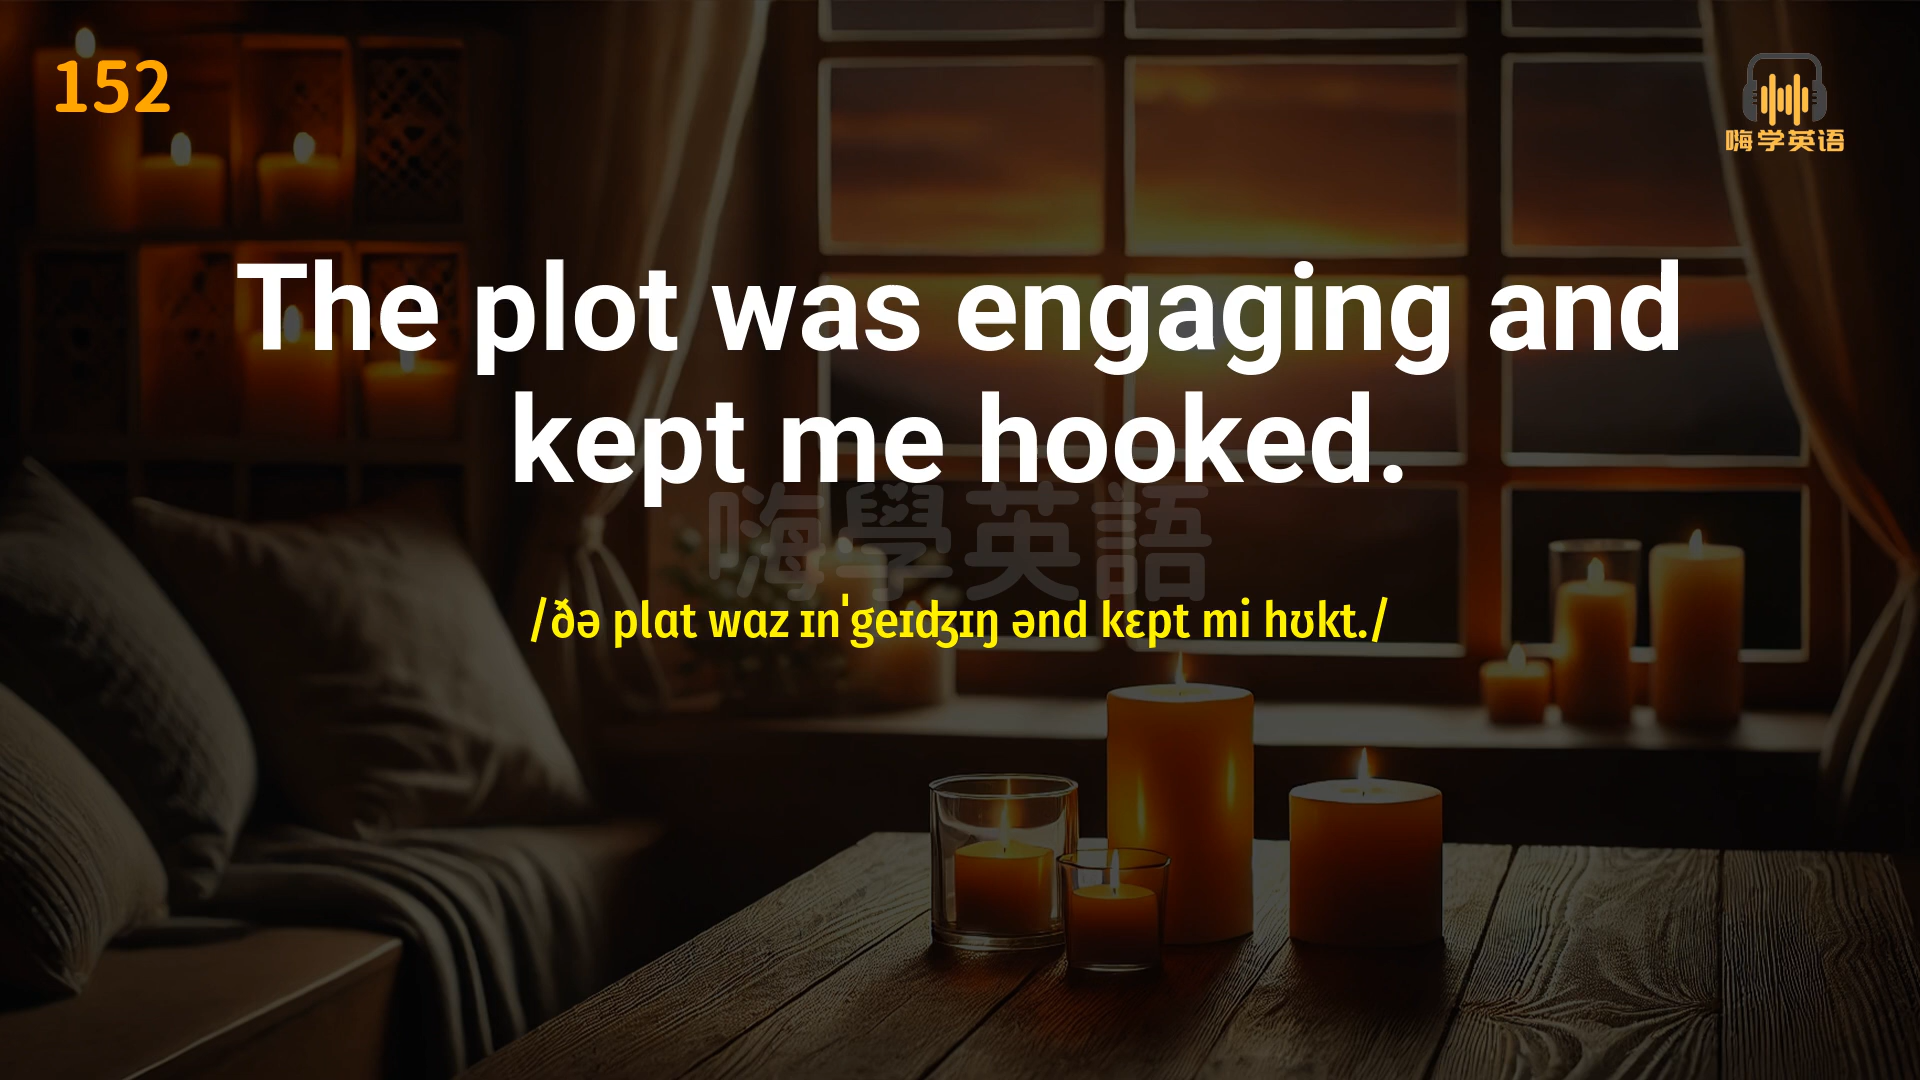 152
嗨学英语
The plot was engaging and
kept me hooked.
嗨學英語
/ðə plɑt wɑz ɪnˈgeɪʤɪŋ ənd kɛpt mi hʊkt./